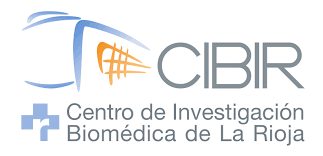 CIBIR
Centro de Investigación
Biomédica de La Rioja